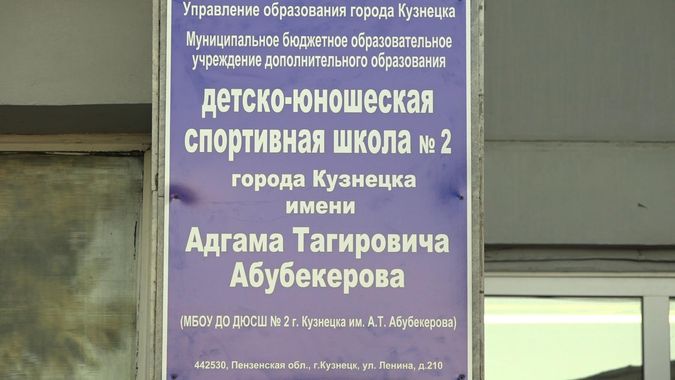 Управление образования города Кузнецка
Муниципальное бюджетное образовательное
учреждение дополнительного образования
детско-юношеская
спортивная школа № 2
города Кузнецка
имени
Адгама Тагировича
Абубекерова
(МБОУ ДО ДЮСШ № 2 г. Кузнецка им. А.Т. Абубекерова)
442530, Пензенская обл., г.Кузнецк, ул. Ленина, д.210